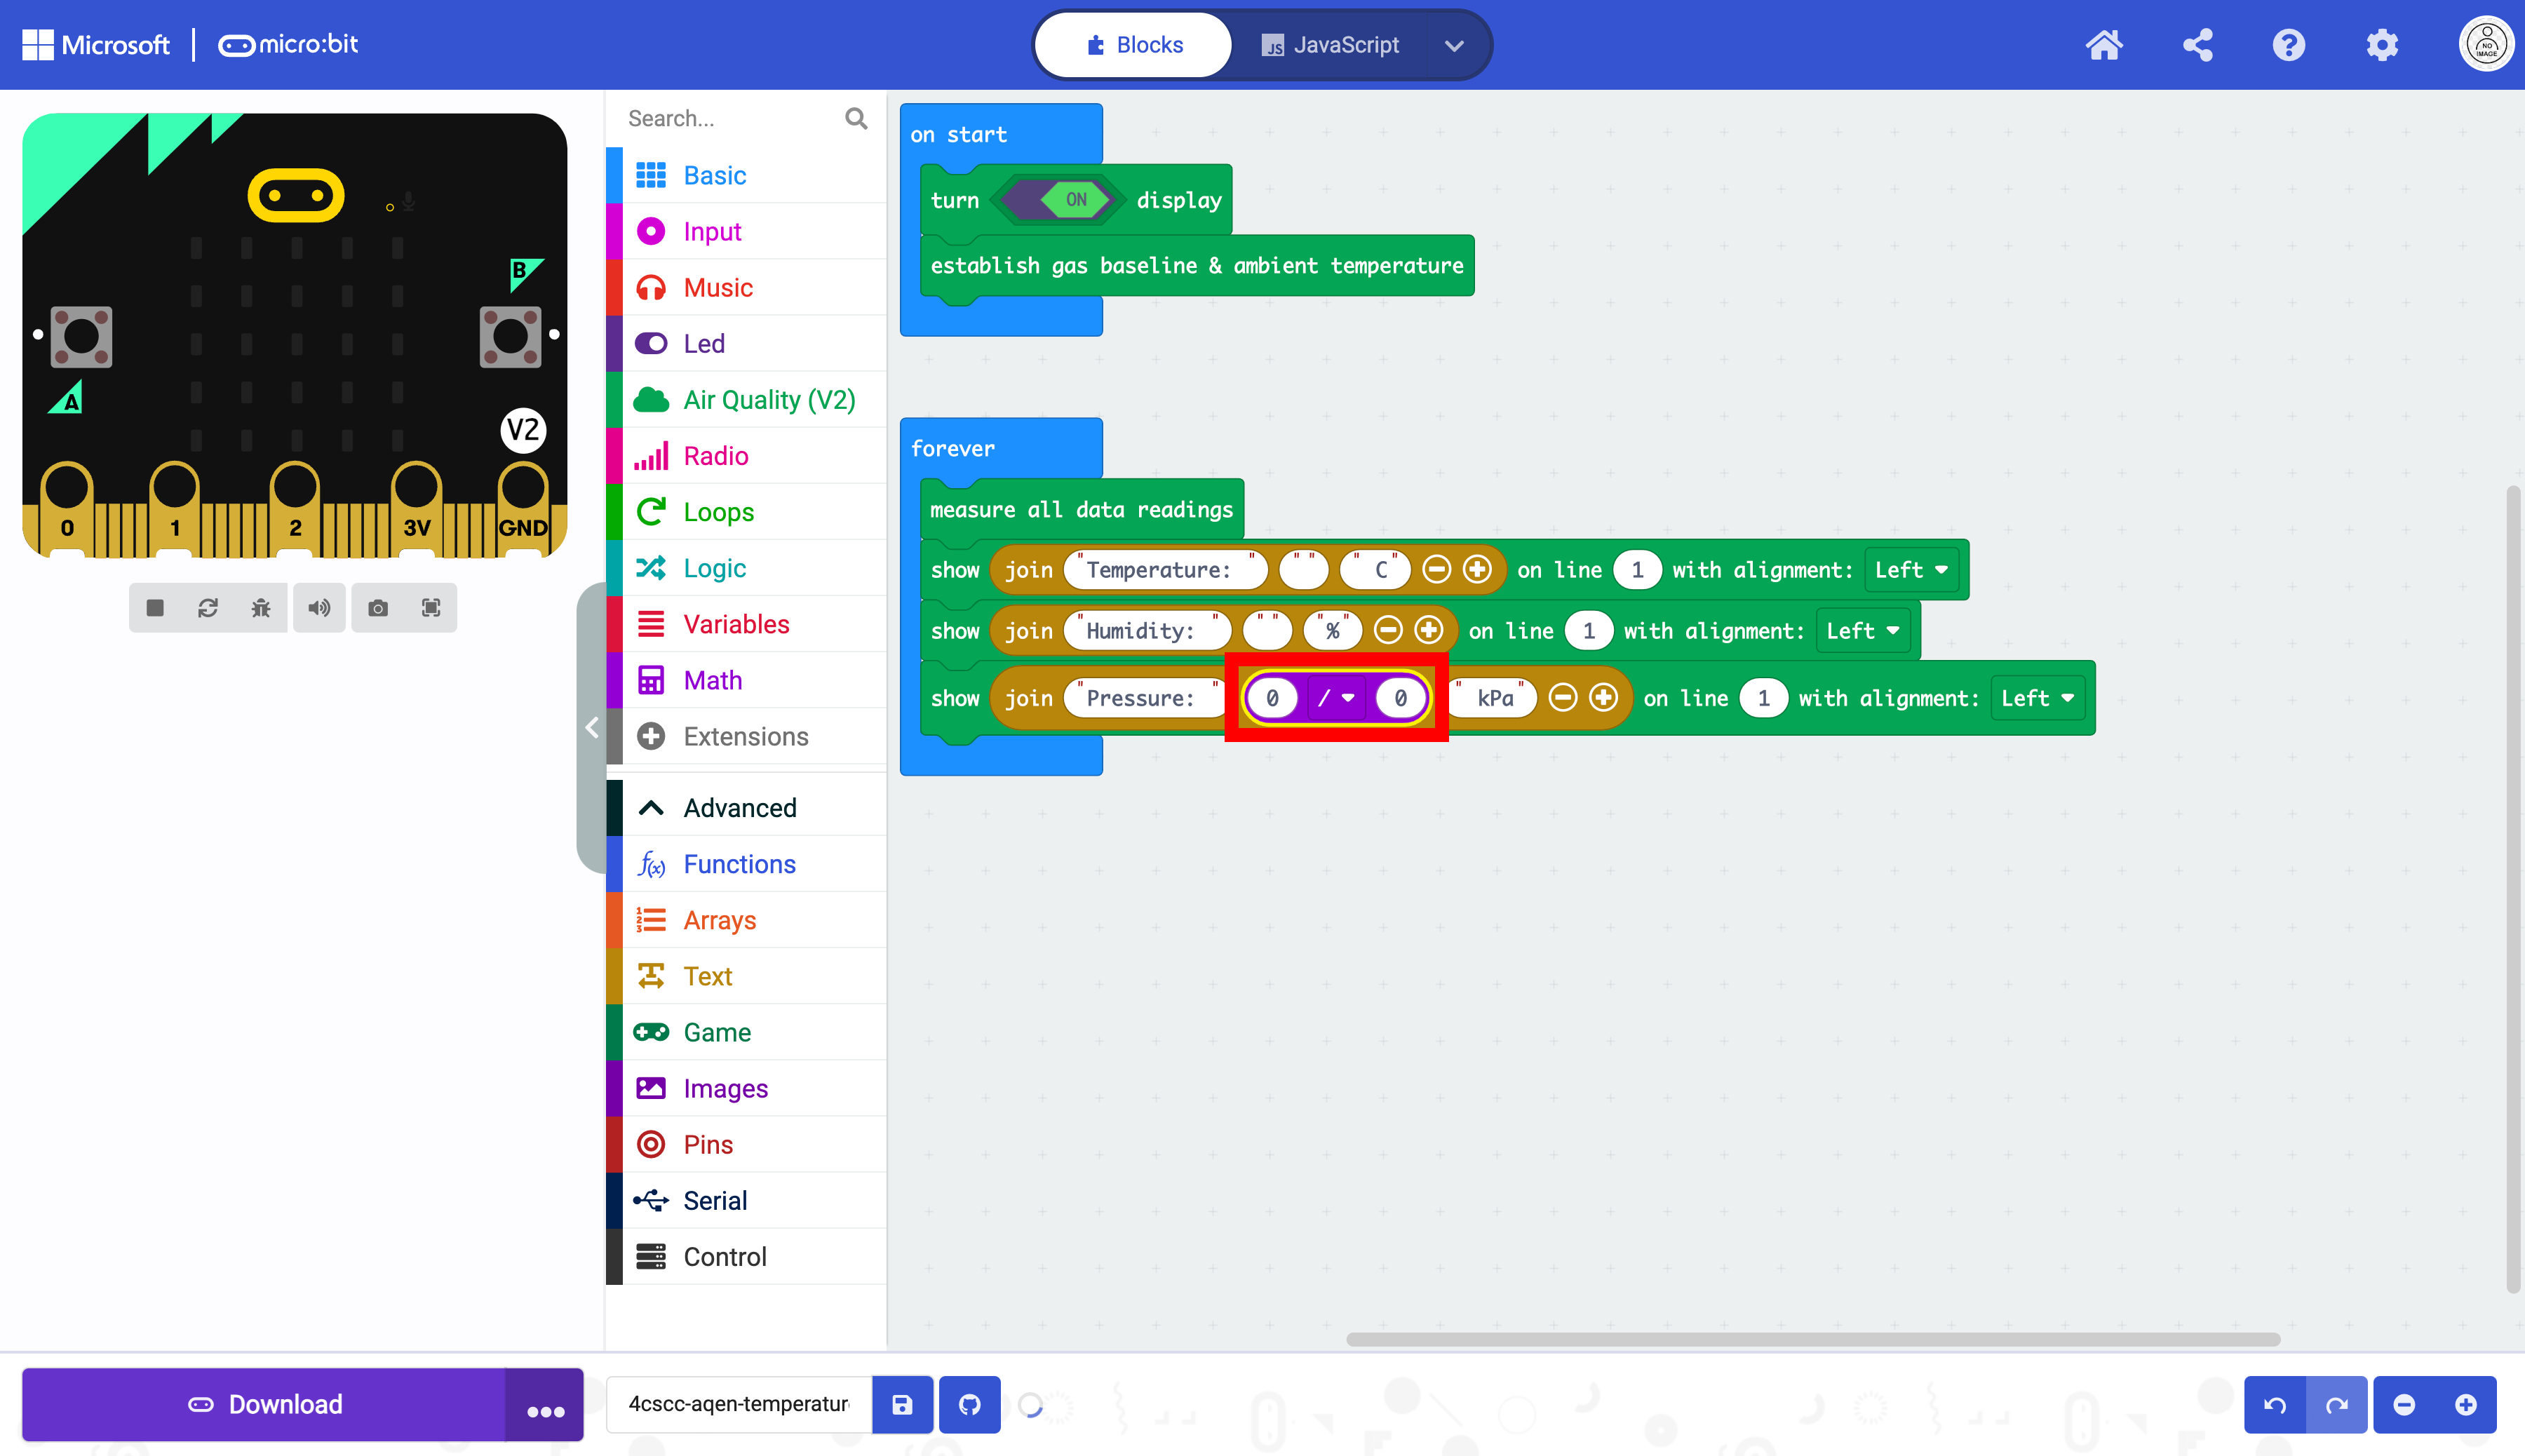 Microsoft micro:bit
Blocks
JS JavaScript
NO IMAGE
B
A
V2
0 1 2 3V GND
Search...
Basic
Input
Music
Led
Air Quality (V2)
Radio
Loops
Logic
Variables
Math
Extensions
Advanced
f(x) Functions
Arrays
Text
Game
Images
Pins
Serial
Control
on start
turn ON display
establish gas baseline & ambient temperature
forever
measure all data readings
show join "Temperature: " " " " C" on line 1 with alignment: Left
show join "Humidity: " " " "%" on line 1 with alignment: Left
show join "Pressure: " 0 / 0 " kPa" on line 1 with alignment: Left
Download
4cscc-aqen-temperatur